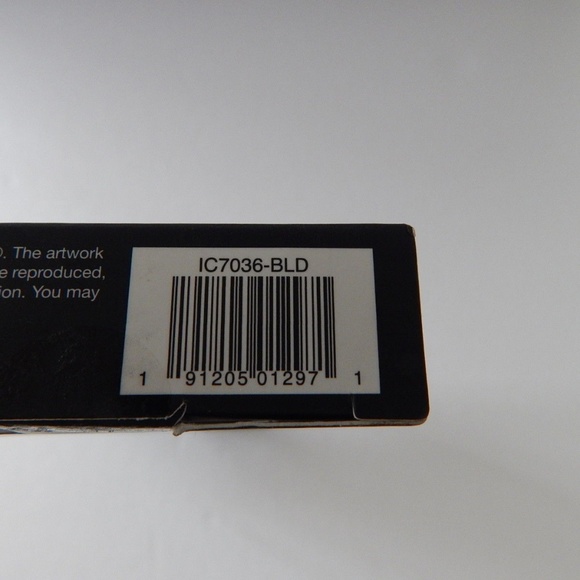 . The artwork
e reproduced,
ion. You may
IC7036-BLD
1 91205 01297 1